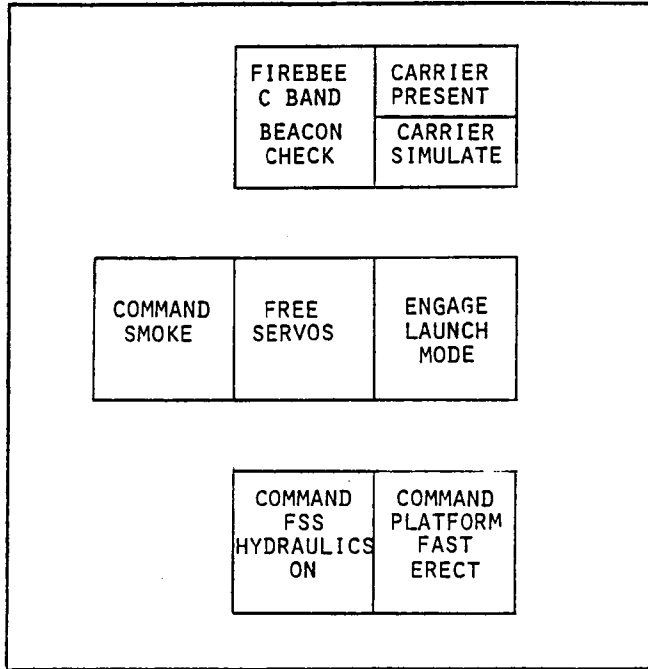 FIREBEE
C BAND
BEACON
CHECK
CARRIER
PRESENT
CARRIER
SIMULATE
COMMAND
SMOKE
FREE
SERVOS
ENGAGE
LAUNCH
MODE
COMMAND
FSS
HYDRAULICS
ON
COMMAND
PLATFORM
FAST
ERECT